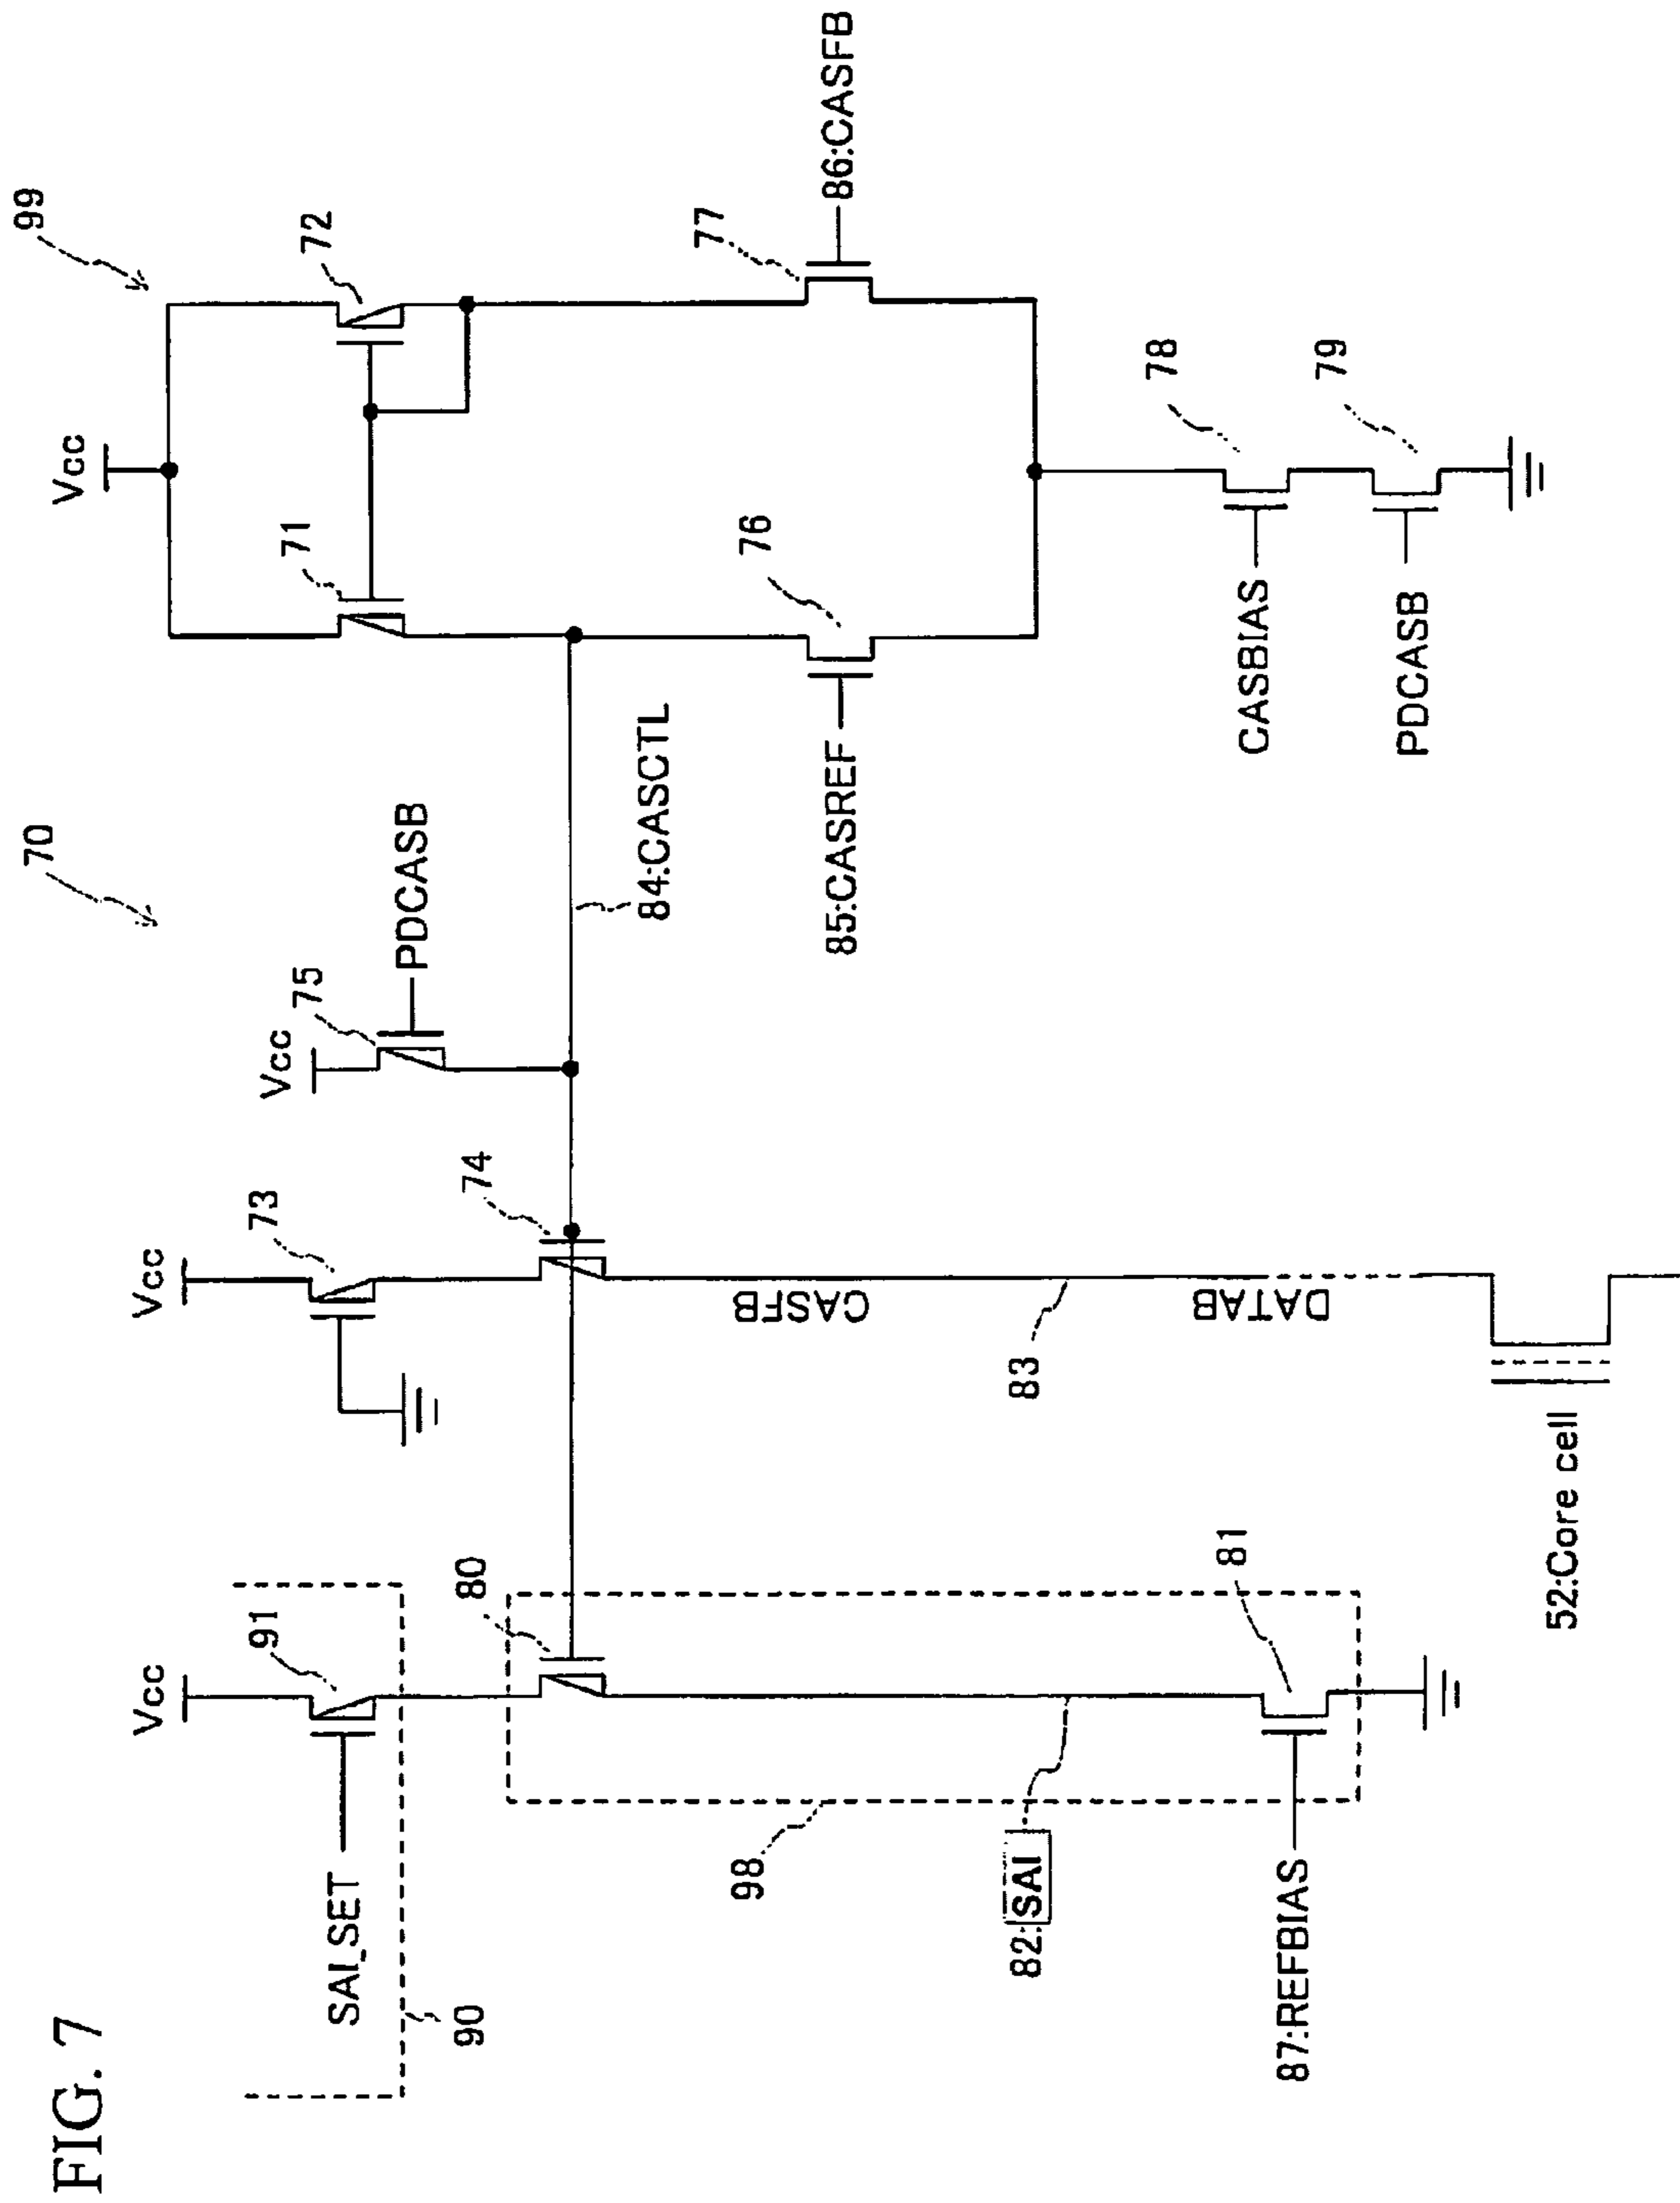 FIG. 7
70
99
Vcc
71
72
Vcc
75
PDCASB
Vcc
73
74
Vcc
91
SAI_SET
90
80
84:CASCTL
85:CASREF
76
77
86:CASFB
CASFB
83
DATAB
98
82:SAI
81
87:REFBIAS
78
CASBIAS
79
PDCASB
52:Core cell